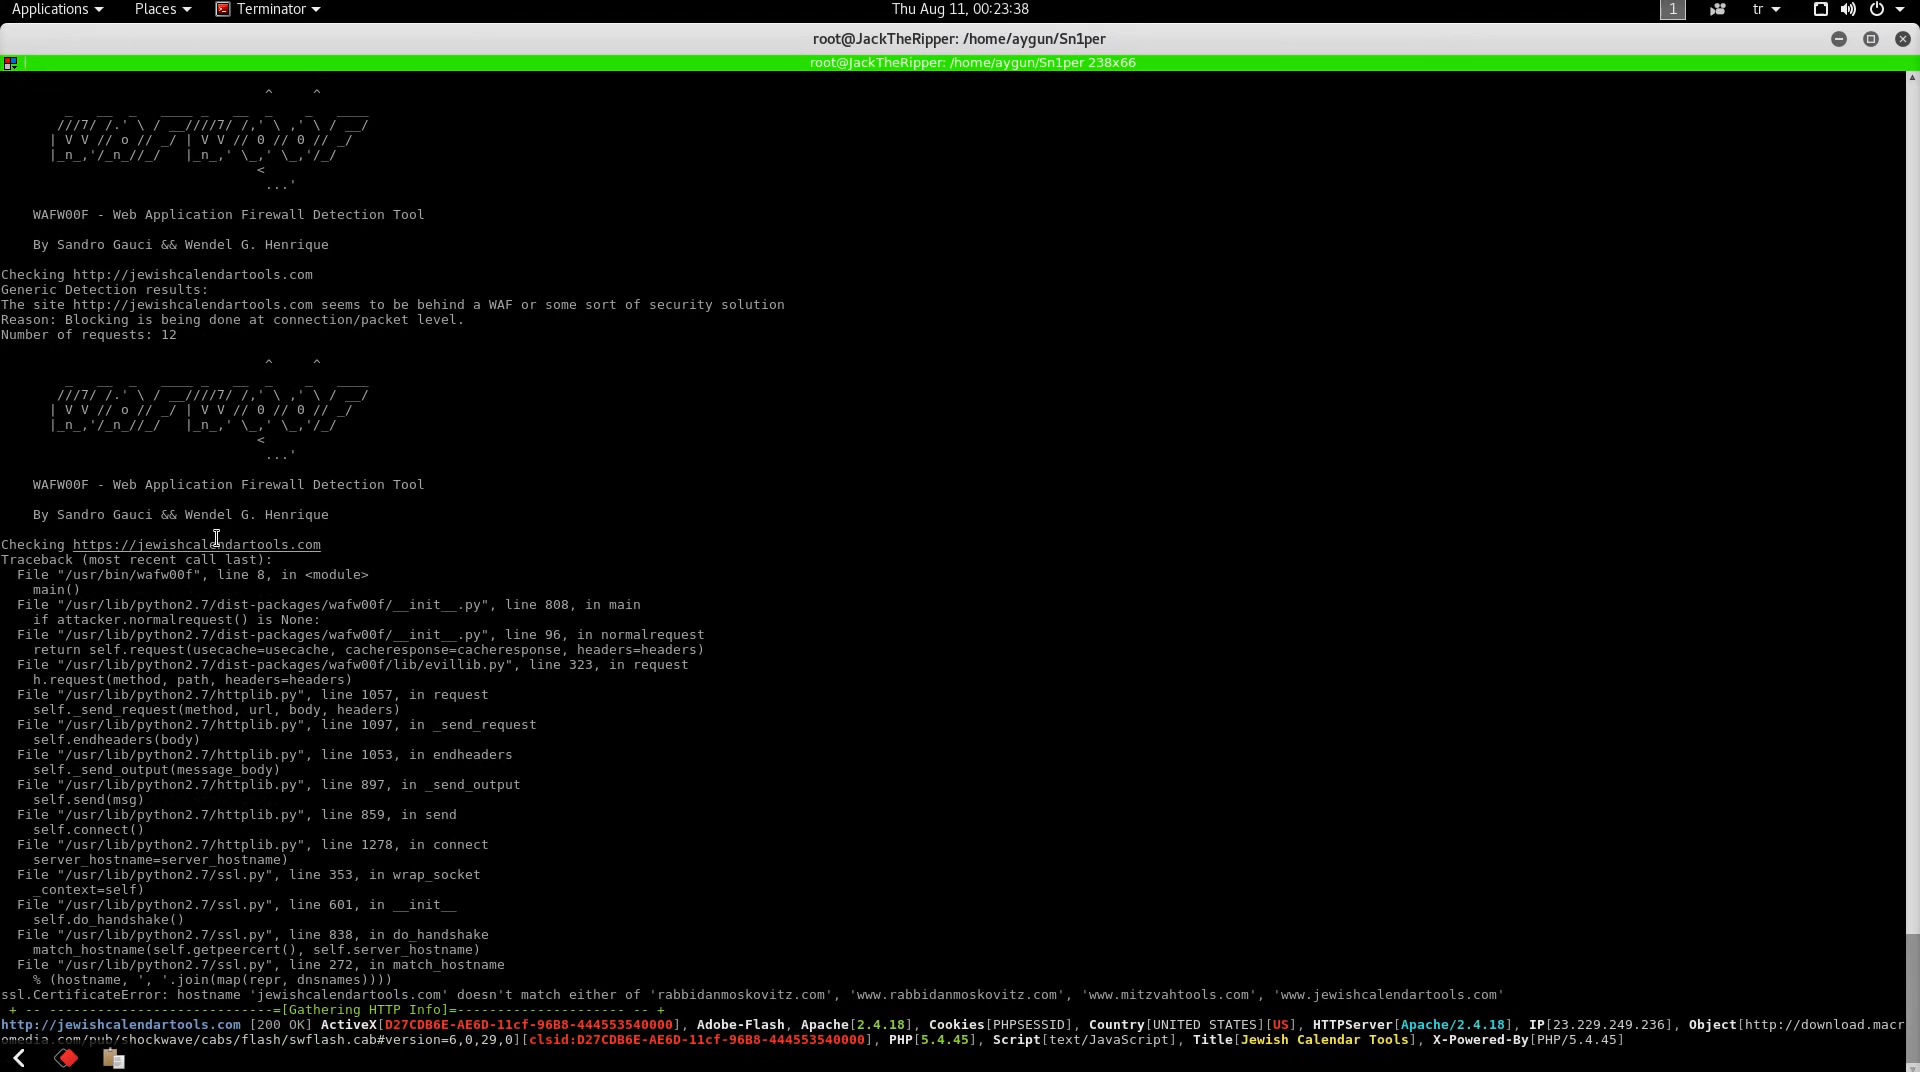 Applications Places Terminator Thu Aug 11, 00:23:38 1 tr
root@JackTheRipper: /home/aygun/Sn1per
root@JackTheRipper: /home/aygun/Sn1per 238x66
                                 ^     ^
        _   __  _   ____ _   __  _    _   ____
       ///7/ /.' \ / __////7/ /,' \ ,' \ / __/
      | V V // o // _/ | V V // 0 // 0 // _/
      |_n_,'/_n_//_/   |_n_,' \_,' \_,'/_/
                                <
                                 ...'
    WAFW00F - Web Application Firewall Detection Tool
    By Sandro Gauci && Wendel G. Henrique
Checking http://jewishcalendartools.com
Generic Detection results:
The site http://jewishcalendartools.com seems to be behind a WAF or some sort of security solution
Reason: Blocking is being done at connection/packet level.
Number of requests: 12
                                 ^     ^
        _   __  _   ____ _   __  _    _   ____
       ///7/ /.' \ / __////7/ /,' \ ,' \ / __/
      | V V // o // _/ | V V // 0 // 0 // _/
      |_n_,'/_n_//_/   |_n_,' \_,' \_,'/_/
                                <
                                 ...'
    WAFW00F - Web Application Firewall Detection Tool
    By Sandro Gauci && Wendel G. Henrique
Checking https://jewishcalendartools.com
Traceback (most recent call last):
  File "/usr/bin/wafw00f", line 8, in <module>
    main()
  File "/usr/lib/python2.7/dist-packages/wafw00f/__init__.py", line 808, in main
    if attacker.normalrequest() is None:
  File "/usr/lib/python2.7/dist-packages/wafw00f/__init__.py", line 96, in normalrequest
    return self.request(usecache=usecache, cacheresponse=cacheresponse, headers=headers)
  File "/usr/lib/python2.7/dist-packages/wafw00f/lib/evillib.py", line 323, in request
    h.request(method, path, headers=headers)
  File "/usr/lib/python2.7/httplib.py", line 1057, in request
    self._send_request(method, url, body, headers)
  File "/usr/lib/python2.7/httplib.py", line 1097, in _send_request
    self.endheaders(body)
  File "/usr/lib/python2.7/httplib.py", line 1053, in endheaders
    self._send_output(message_body)
  File "/usr/lib/python2.7/httplib.py", line 897, in _send_output
    self.send(msg)
  File "/usr/lib/python2.7/httplib.py", line 859, in send
    self.connect()
  File "/usr/lib/python2.7/httplib.py", line 1278, in connect
    server_hostname=server_hostname)
  File "/usr/lib/python2.7/ssl.py", line 353, in wrap_socket
    _context=self)
  File "/usr/lib/python2.7/ssl.py", line 601, in __init__
    self.do_handshake()
  File "/usr/lib/python2.7/ssl.py", line 838, in do_handshake
    match_hostname(self.getpeercert(), self.server_hostname)
  File "/usr/lib/python2.7/ssl.py", line 272, in match_hostname
    % (hostname, ', '.join(map(repr, dnsnames))))
ssl.CertificateError: hostname 'jewishcalendartools.com' doesn't match either of 'rabbidanmoskovitz.com', 'www.rabbidanmoskovitz.com', 'www.mitzvahtools.com', 'www.jewishcalendartools.com'
 + -- ----------------------------=[Gathering HTTP Info]=--------------------- -- +
http://jewishcalendartools.com [200 OK] ActiveX[D27CDB6E-AE6D-11cf-96B8-444553540000], Adobe-Flash, Apache[2.4.18], Cookies[PHPSESSID], Country[UNITED STATES][US], HTTPServer[Apache/2.4.18], IP[23.229.249.236], Object[http://download.macr
omedia.com/pub/shockwave/cabs/flash/swflash.cab#version=6,0,29,0][clsid:D27CDB6E-AE6D-11cf-96B8-444553540000], PHP[5.4.45], Script[text/JavaScript], Title[Jewish Calendar Tools], X-Powered-By[PHP/5.4.45]